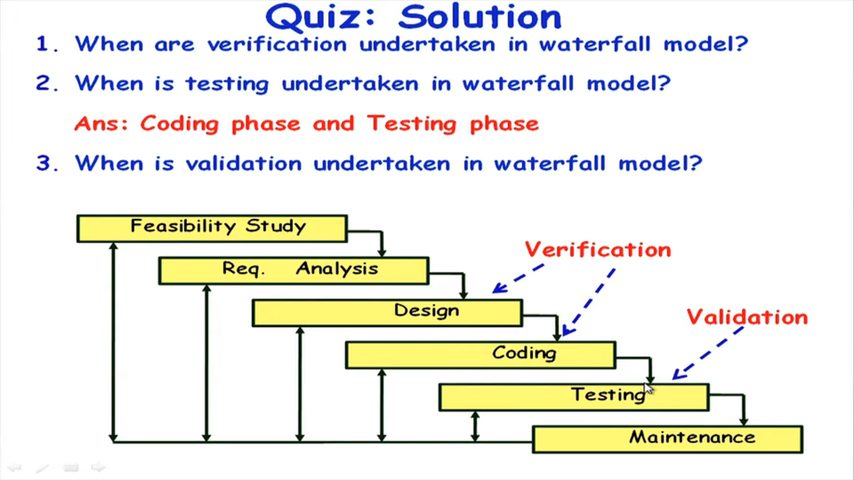 Quiz: Solution
1. When are verification undertaken in waterfall model?
2. When is testing undertaken in waterfall model?
Ans: Coding phase and Testing phase
3. When is validation undertaken in waterfall model?
Feasibility Study
Verification
Req. Analysis
Design
Validation
Coding
Testing
Maintenance